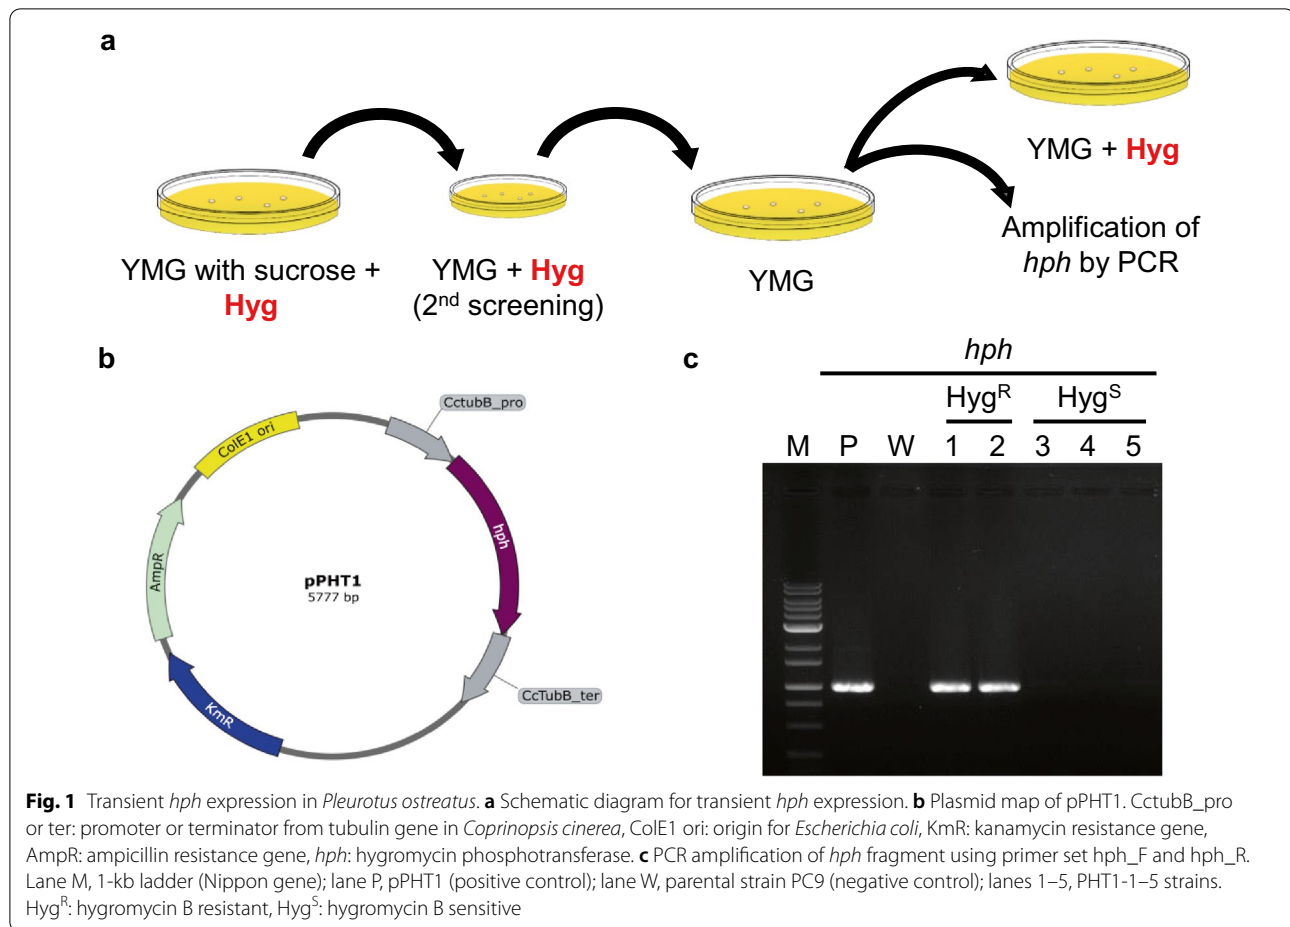 a
YMG with sucrose +
Hyg
YMG + Hyg
(2nd screening)
YMG
YMG + Hyg
Amplification of
hph by PCR
b
CctubB_pro
ColE1 ori
hph
AmpR
pPHT1
5777 bp
CcTubB_ter
KmR
c
hph
HygR HygS
M P W 1 2 3 4 5
Fig. 1 Transient hph expression in Pleurotus ostreatus. a Schematic diagram for transient hph expression. b Plasmid map of pPHT1. CctubB_pro
or ter: promoter or terminator from tubulin gene in Coprinopsis cinerea, ColE1 ori: origin for Escherichia coli, KmR: kanamycin resistance gene,
AmpR: ampicillin resistance gene, hph: hygromycin phosphotransferase. c PCR amplification of hph fragment using primer set hph_F and hph_R.
Lane M, 1-kb ladder (Nippon gene); lane P, pPHT1 (positive control); lane W, parental strain PC9 (negative control); lanes 1–5, PHT1-1–5 strains.
HygR: hygromycin B resistant, HygS: hygromycin B sensitive